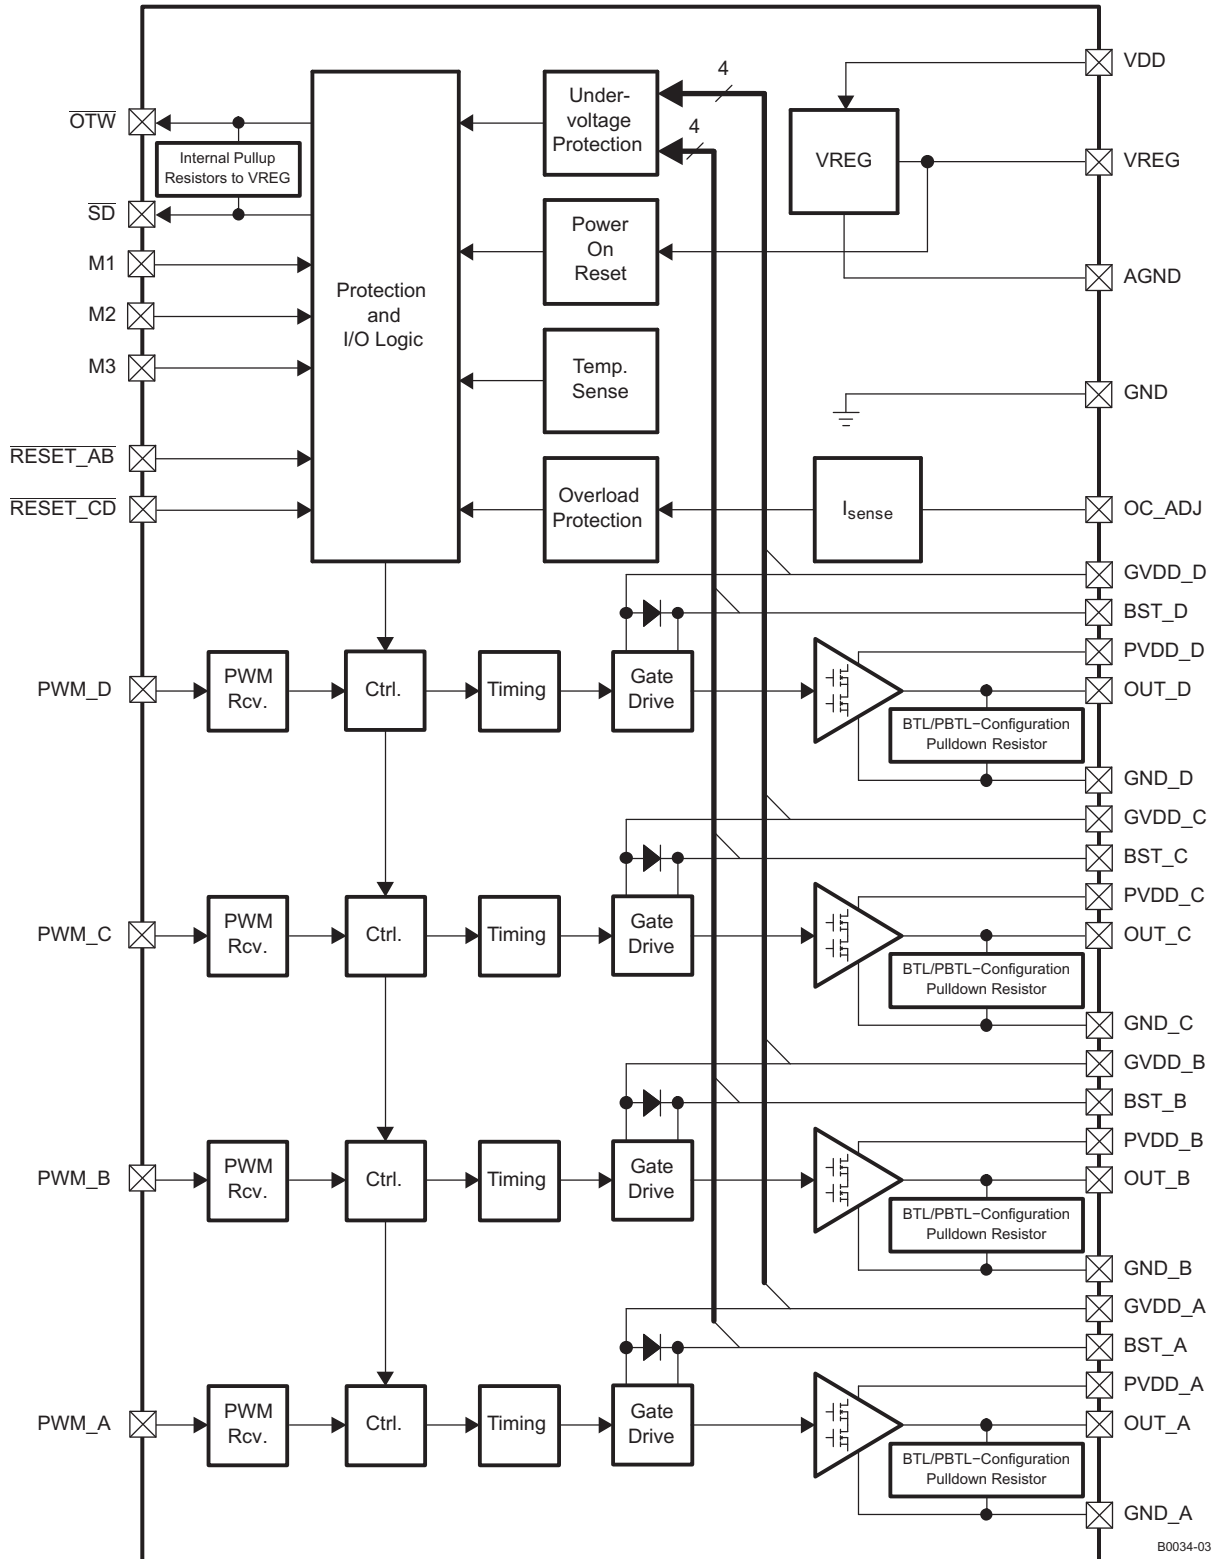 4
VDD
Under-
voltage
Protection
OTW
4
Internal Pullup
Resistors to VREG
VREG
VREG
SD
Power
On
Reset
M1
AGND
Protection
and
I/O Logic
M2
M3
Temp.
Sense
GND
RESET_AB
RESET_CD
Overload
Protection
Isense
OC_ADJ
GVDD_D
BST_D
PVDD_D
PWM_D
PWM
Rcv.
Ctrl.
Timing
Gate
Drive
OUT_D
BTL/PBTL−Configuration
Pulldown Resistor
GND_D
GVDD_C
BST_C
PVDD_C
PWM_C
PWM
Rcv.
Ctrl.
Timing
Gate
Drive
OUT_C
BTL/PBTL−Configuration
Pulldown Resistor
GND_C
GVDD_B
BST_B
PVDD_B
PWM_B
PWM
Rcv.
Ctrl.
Timing
Gate
Drive
OUT_B
BTL/PBTL−Configuration
Pulldown Resistor
GND_B
GVDD_A
BST_A
PVDD_A
PWM_A
PWM
Rcv.
Ctrl.
Timing
Gate
Drive
OUT_A
BTL/PBTL−Configuration
Pulldown Resistor
GND_A
B0034-03